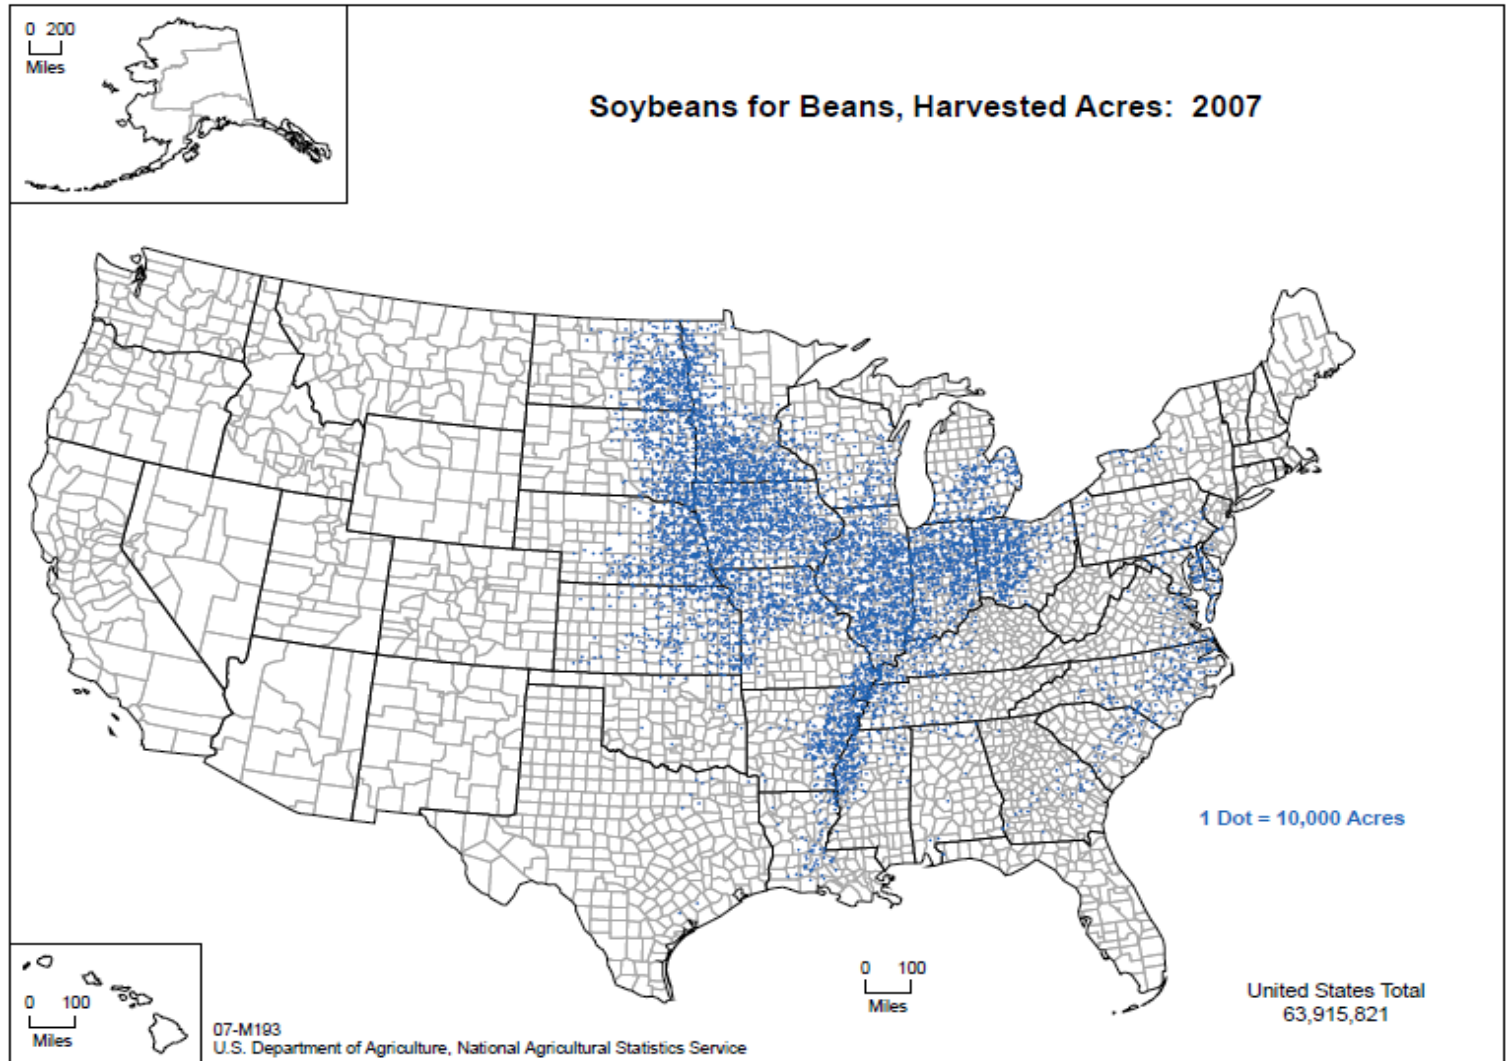 0 200
Miles
Soybeans for Beans, Harvested Acres: 2007
1 Dot = 10,000 Acres
0 100
Miles
0 100
Miles
United States Total
63,915,821
07-M193
U.S. Department of Agriculture, National Agricultural Statistics Service